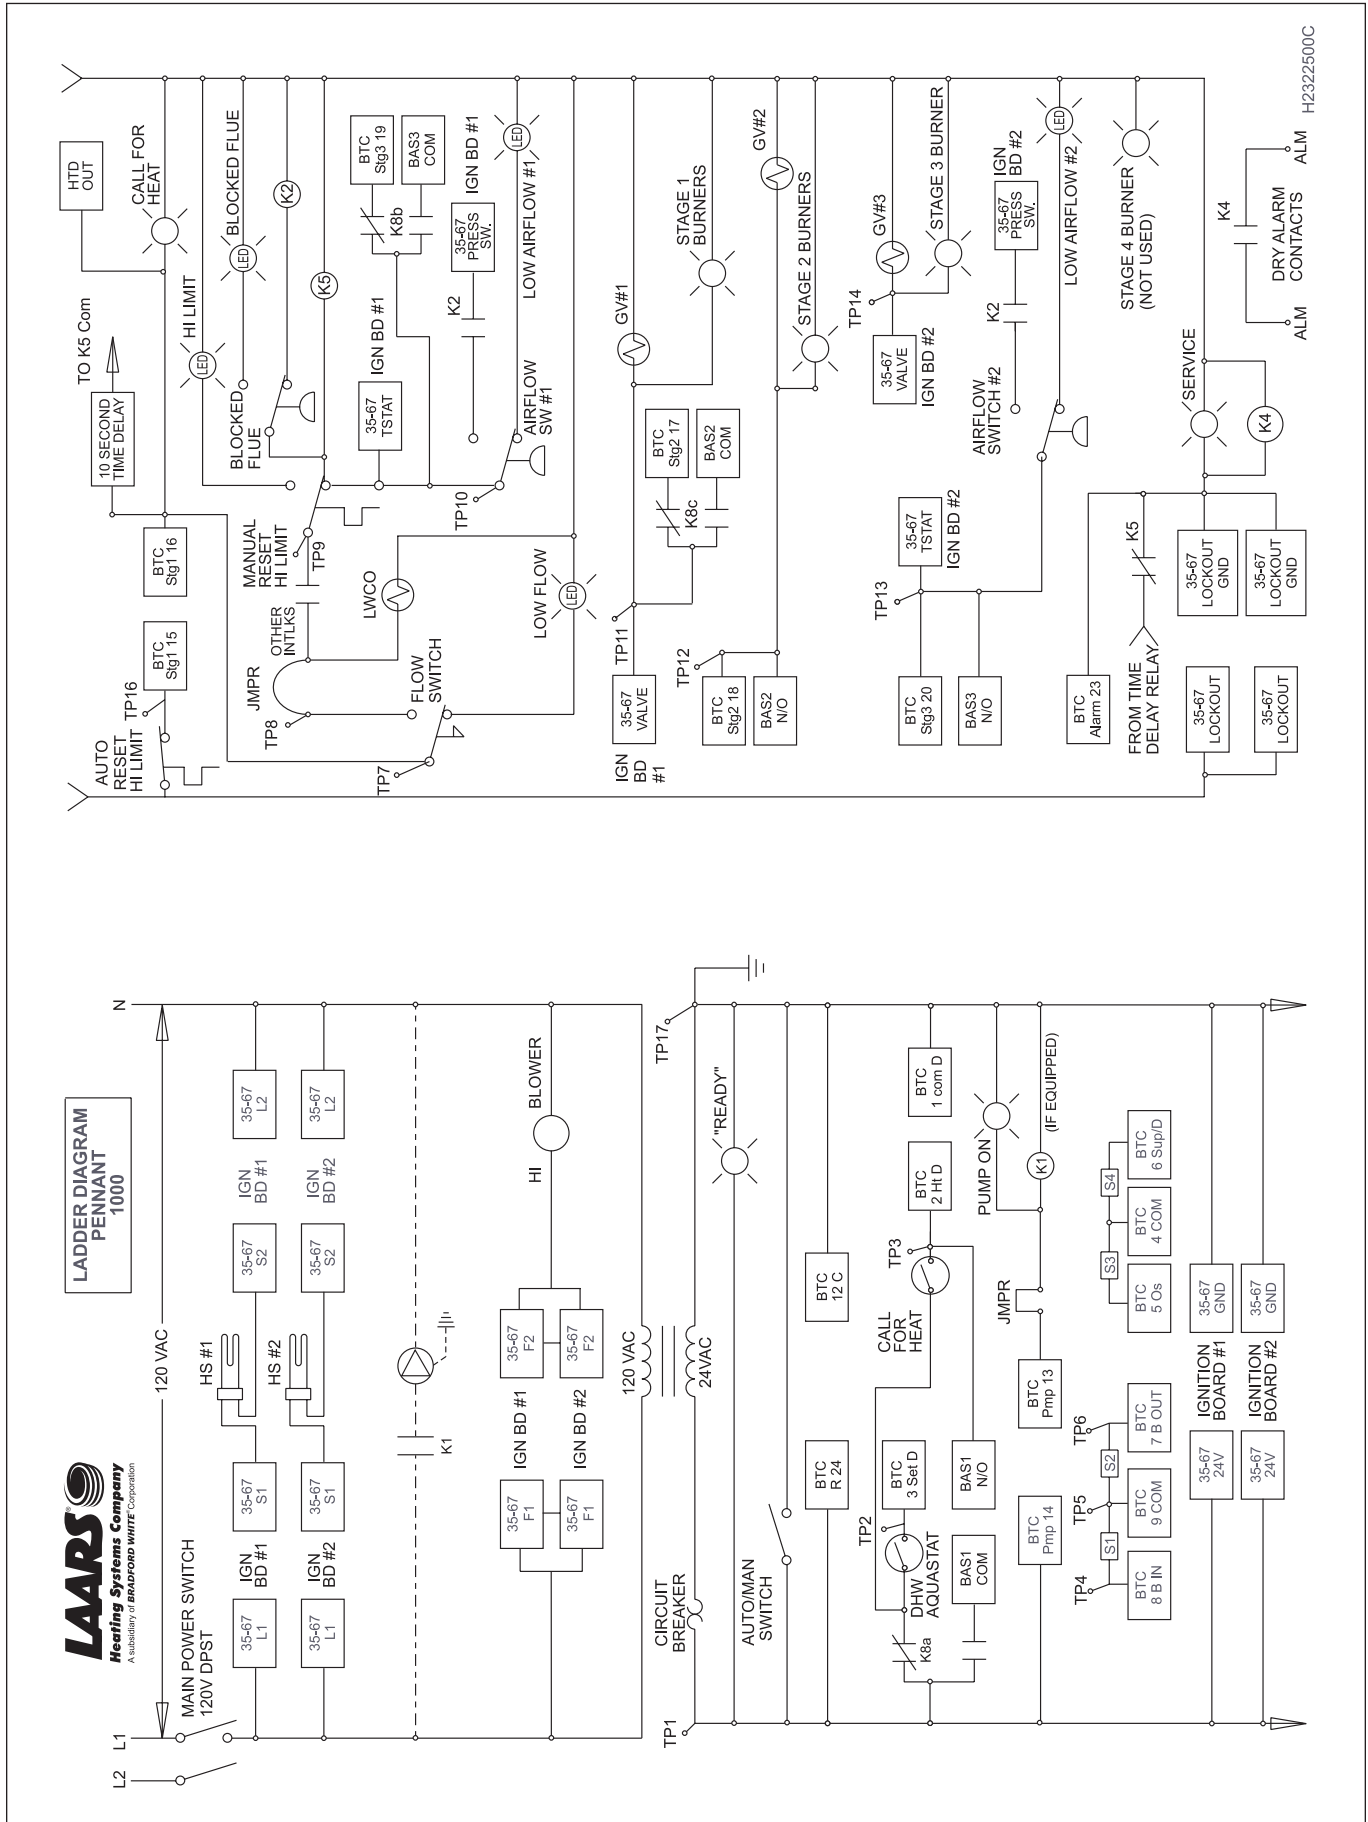 LAARS®
Heating Systems Company
A subsidiary of BRADFORD WHITE® Corporation
LADDER DIAGRAM
PENNANT
1000
L2
L1
120 VAC
N
MAIN POWER SWITCH
120V DPST
35-67
L1
IGN
BD #1
35-67
S1
HS #1
35-67
S2
IGN
BD #1
35-67
L2
35-67
L1
IGN
BD #2
35-67
S1
HS #2
35-67
S2
IGN
BD #2
35-67
L2
K1
35-67
F1
IGN BD #1
35-67
F2
HI
BLOWER
35-67
F1
IGN BD #2
35-67
F2
120 VAC
24VAC
CIRCUIT
BREAKER
TP1
TP17
"READY"
AUTO/MAN
SWITCH
BTC
R 24
BTC
12 C
K8a
DHW
AQUASTAT
TP2
BTC
3 Set D
CALL
FOR
HEAT
TP3
BTC
2 Ht D
BTC
1 com D
BAS1
COM
BAS1
N/O
PUMP ON
BTC
Pmp 14
BTC
Pmp 13
JMPR
K1
(IF EQUIPPED)
TP4
TP5
TP6
BTC
8 B IN
S1
BTC
9 COM
S2
BTC
7 B OUT
BTC
5 Os
S3
BTC
4 COM
S4
BTC
6 Sup/D
35-67
24V
IGNITION
BOARD #1
35-67
GND
35-67
24V
IGNITION
BOARD #2
35-67
GND
AUTO
RESET
HI LIMIT
TP16
BTC
Stg1 15
BTC
Stg1 16
10 SECOND
TIME DELAY
TO K5 Com
HTD
OUT
CALL FOR
HEAT
HI LIMIT
LED
BLOCKED FLUE
LED
BLOCKED
FLUE
K2
K5
TP7
FLOW
SWITCH
TP8
JMPR
OTHER
INTLKS
TP9
MANUAL
RESET
HI LIMIT
LWCO
35-67
TSTAT
IGN BD #1
K8b
BTC
Stg3 19
BAS3
COM
K2
35-67
PRESS
SW.
IGN BD #1
TP10
AIRFLOW
SW #1
LOW AIRFLOW #1
LED
LOW FLOW
LED
IGN
BD
#1
35-67
VALVE
TP11
GV#1
STAGE 1
BURNERS
K8c
BTC
Stg2 17
BAS2
COM
TP12
BTC
Stg2 18
BAS2
N/O
GV#2
STAGE 2 BURNERS
35-67
VALVE
IGN BD #2
TP14
GV#3
STAGE 3 BURNER
TP13
BTC
Stg3 20
35-67
TSTAT
IGN BD #2
BAS3
N/O
AIRFLOW
SWITCH #2
K2
35-67
PRESS
SW.
IGN
BD #2
LOW AIRFLOW #2
LED
STAGE 4 BURNER
(NOT USED)
BTC
Alarm 23
FROM TIME
DELAY RELAY
K5
SERVICE
35-67
LOCKOUT
35-67
LOCKOUT
GND
35-67
LOCKOUT
35-67
LOCKOUT
GND
K4
ALM
K4
ALM
DRY ALARM
CONTACTS
H2322500C